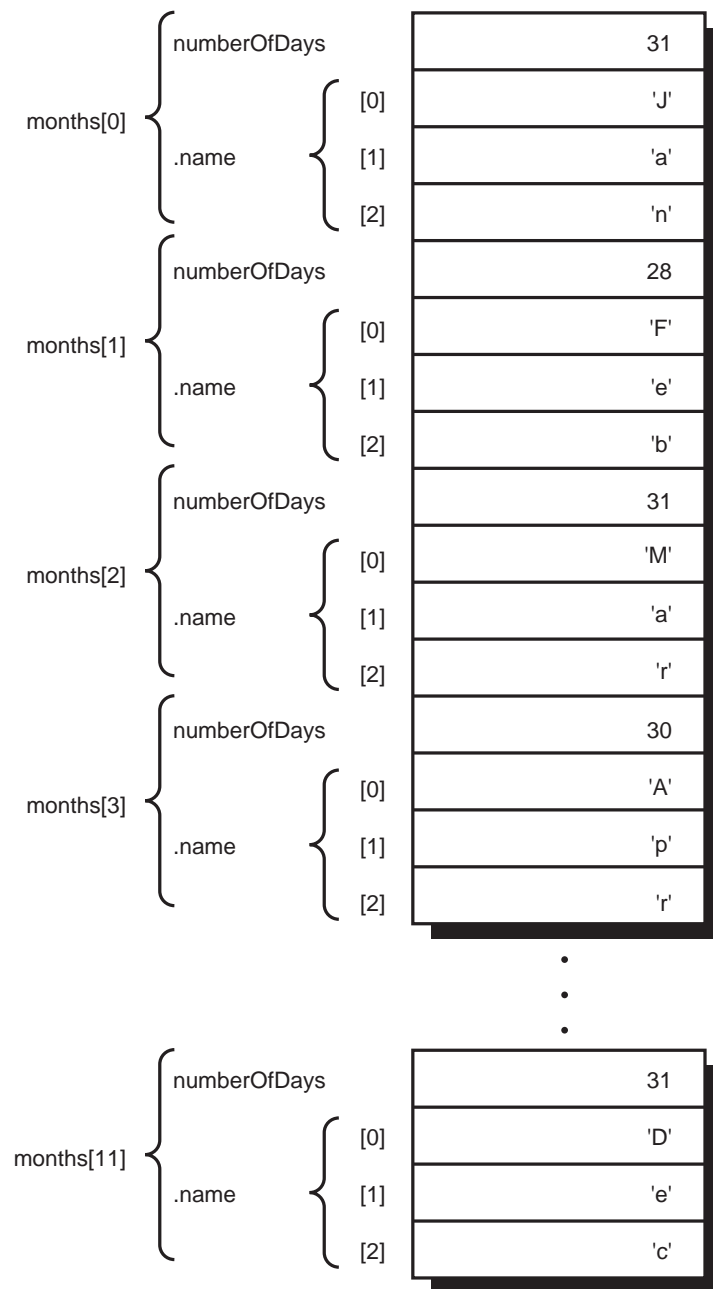 numberOfDays 31
months[0] .name [0] 'J'
[1] 'a'
[2] 'n'
numberOfDays 28
months[1] .name [0] 'F'
[1] 'e'
[2] 'b'
numberOfDays 31
months[2] .name [0] 'M'
[1] 'a'
[2] 'r'
numberOfDays 30
months[3] .name [0] 'A'
[1] 'p'
[2] 'r'
numberOfDays 31
months[11] .name [0] 'D'
[1] 'e'
[2] 'c'